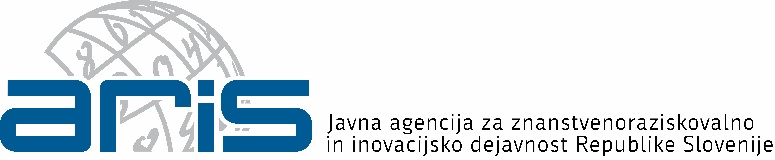 aris
Javna agencija za znanstvenoraziskovalno
in inovacijsko dejavnost Republike Slovenije